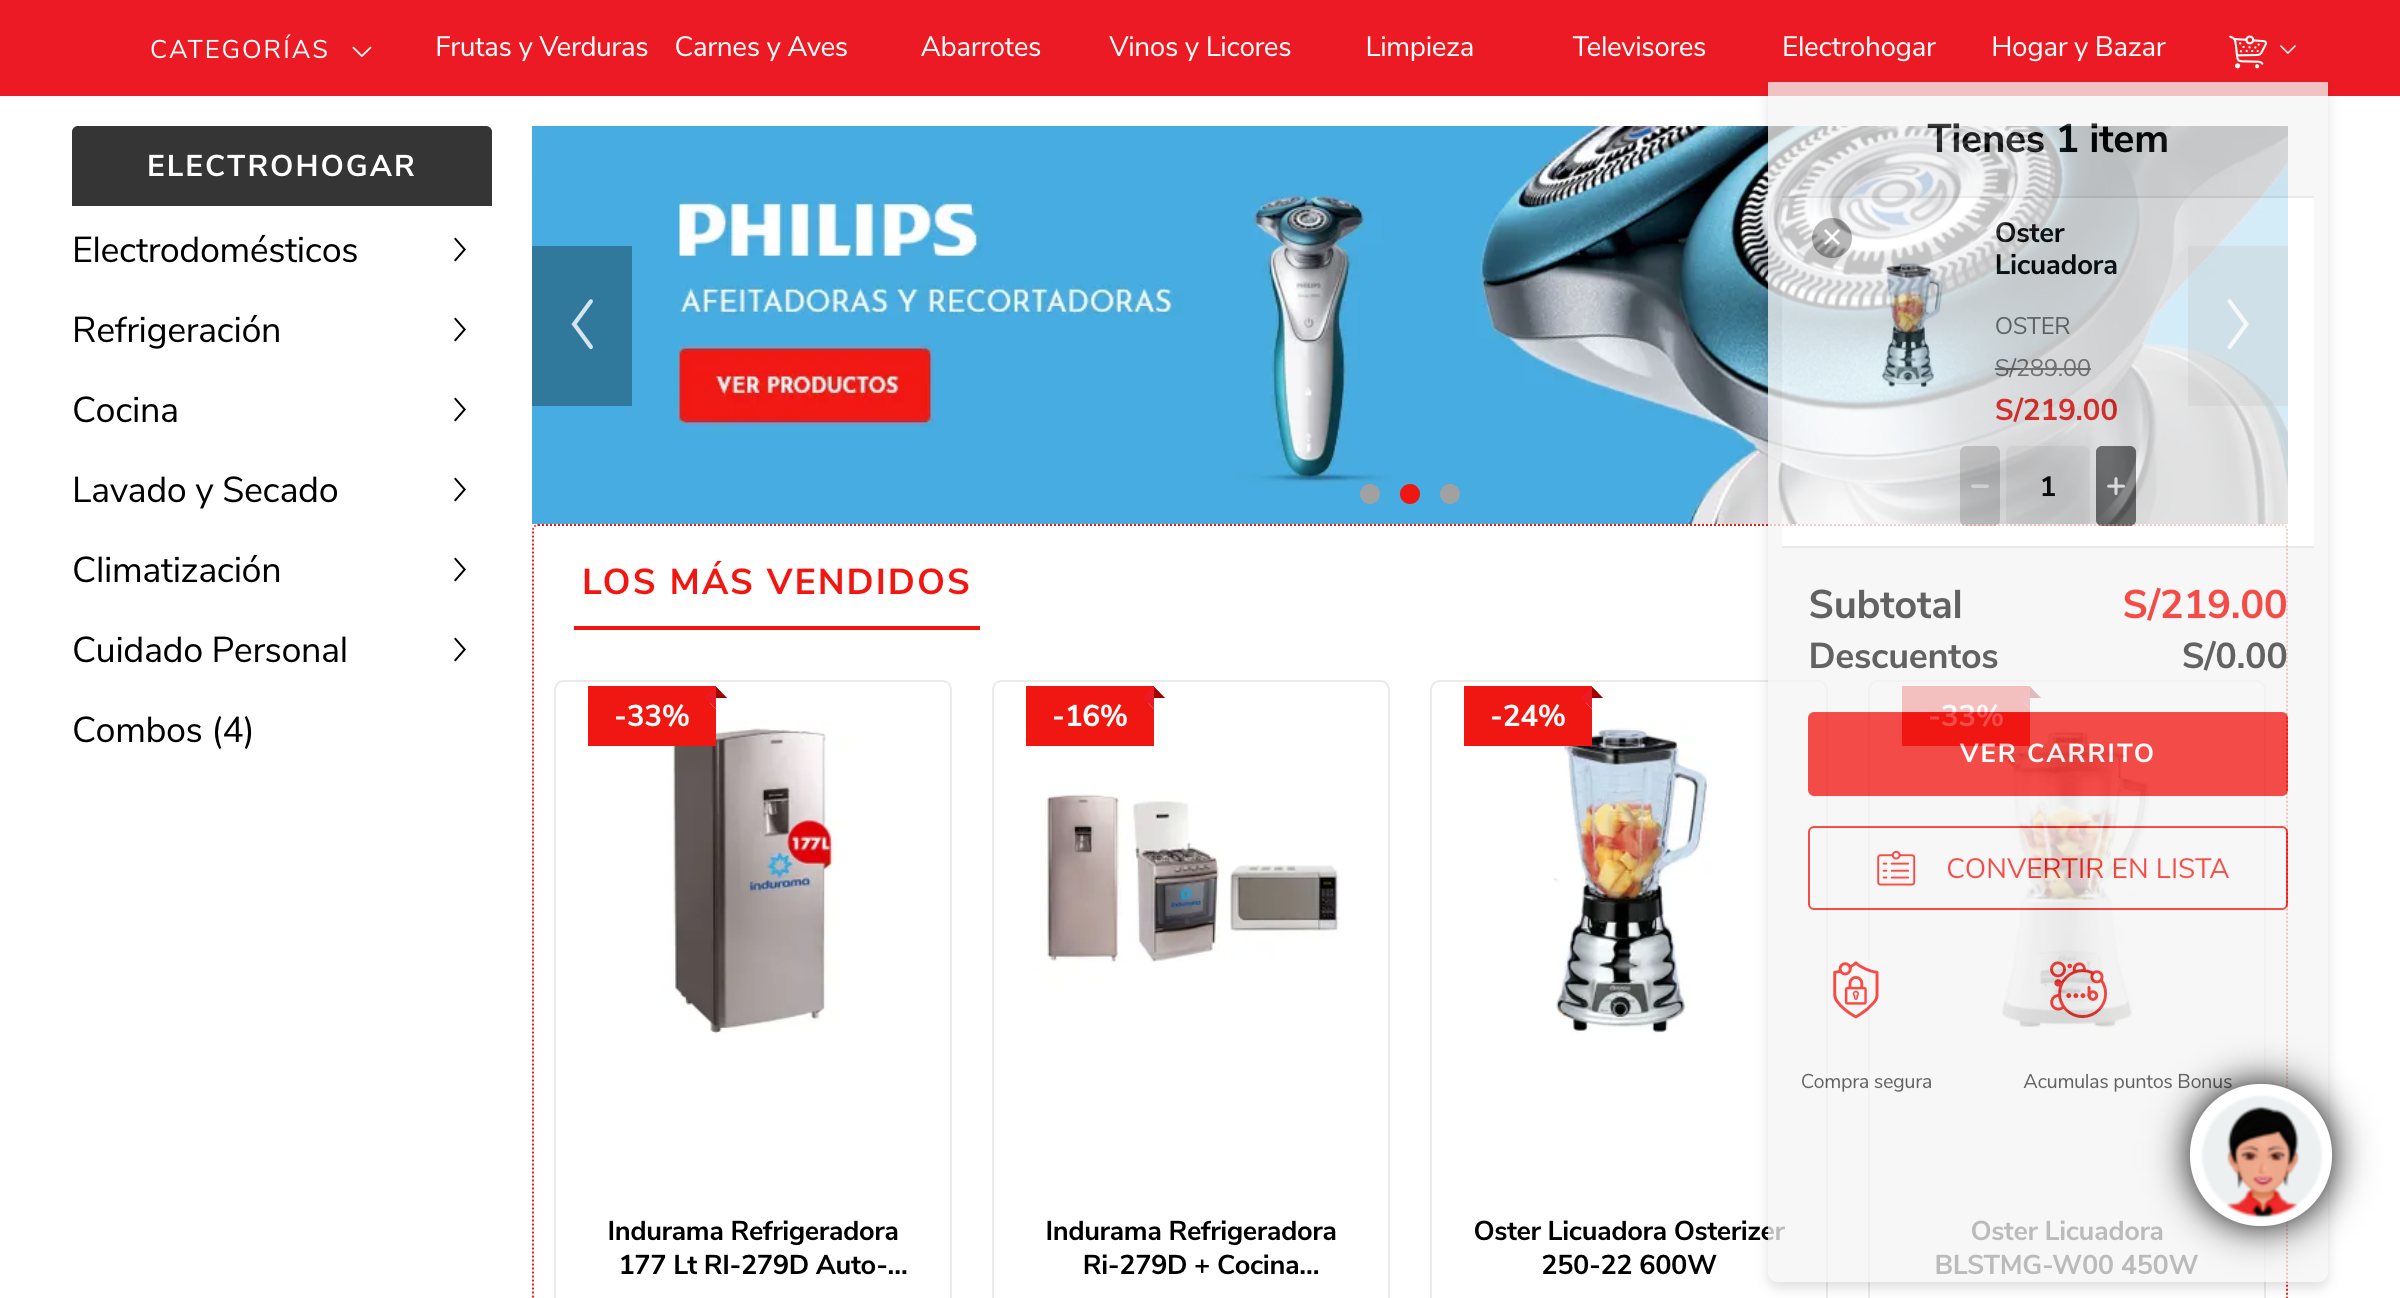 CATEGORÍAS
Frutas y Verduras
Carnes y Aves
Abarrotes
Vinos y Licores
Limpieza
Televisores
Electrohogar
Hogar y Bazar
ELECTROHOGAR
Electrodomésticos
Refrigeración
Cocina
Lavado y Secado
Climatización
Cuidado Personal
Combos (4)
PHILIPS
AFEITADORAS Y RECORTADORAS
VER PRODUCTOS
PHILIPS
Tienes 1 item
Oster
Licuadora
OSTER
S/289.00
S/219.00
1
Subtotal S/219.00
Descuentos S/0.00
VER CARRITO
CONVERTIR EN LISTA
Compra segura
Acumulas puntos Bonus
LOS MÁS VENDIDOS
-33%
177L
indurama
Indurama Refrigeradora
177 Lt RI-279D Auto-...
-16%
Indurama Refrigeradora
Ri-279D + Cocina...
-24%
Oster Licuadora Osterizer
250-22 600W
-33%
Oster Licuadora
BLSTMG-W00 450W